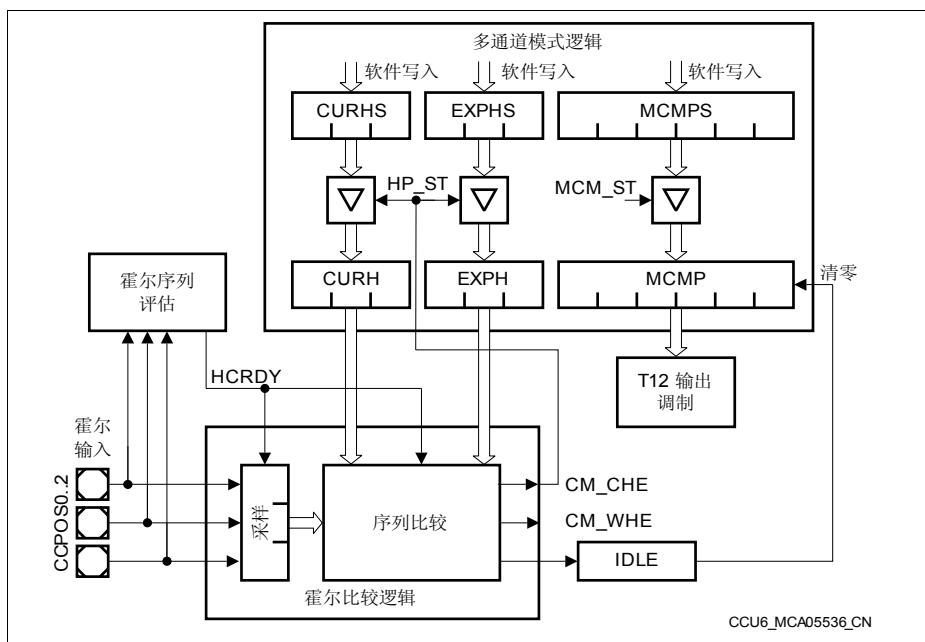 多通道模式逻辑
软件写入 软件写入 软件写入
CURHS EXPHS MCMPS
HP_ST MCM_ST
CURH EXPH MCMP
清零
霍尔序列
评估
HCRDY
T12 输出
调制
霍尔
输入
CCPOS0..2
采样
序列比较
CM_CHE
CM_WHE
IDLE
霍尔比较逻辑
CCU6_MCA05536_CN